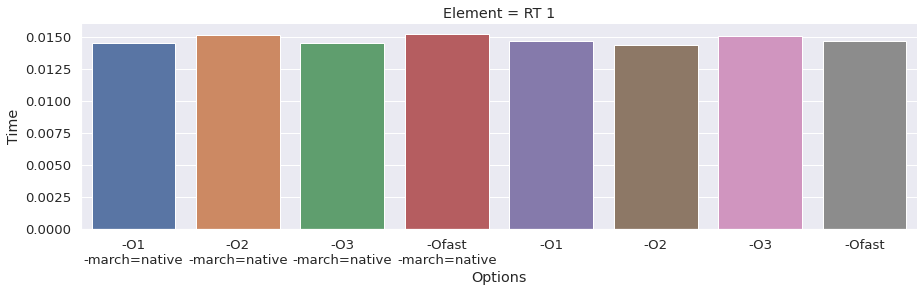 Element = RT 1
Time
0.0150
0.0125
0.0100
0.0075
0.0050
0.0025
0.0000
-O1 -O2 -O3 -Ofast -O1 -O2 -O3 -Ofast
-march=native -march=native -march=native -march=native
Options